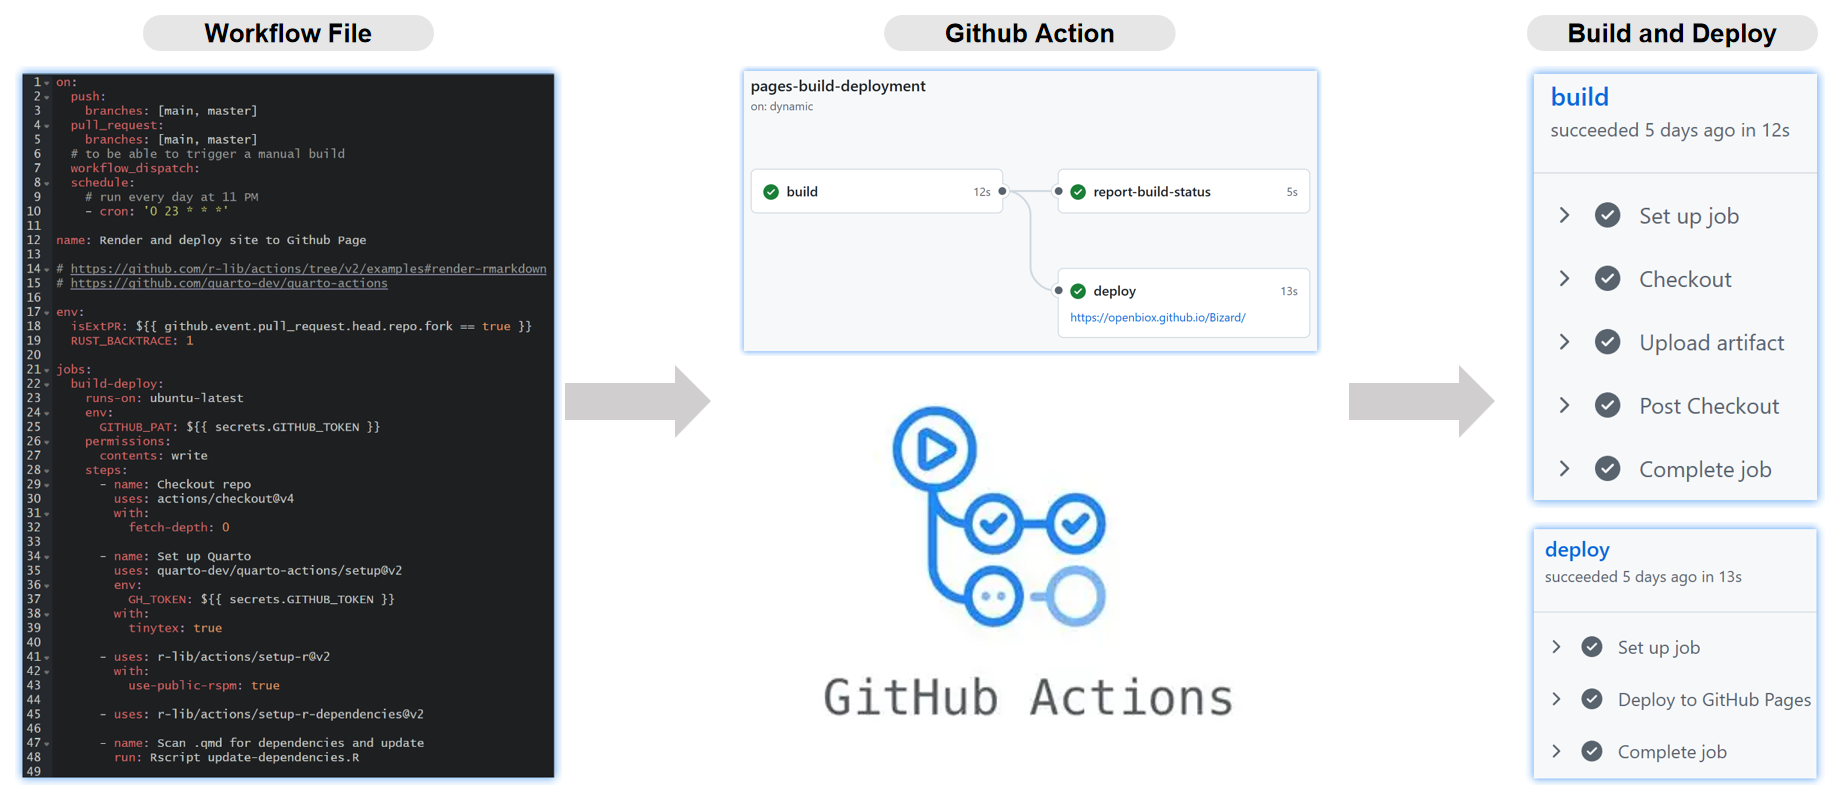 Workflow File
1 on:
2 push:
3 branches: [main, master]
4 pull_request:
5 branches: [main, master]
6 # to be able to trigger a manual build
7 workflow_dispatch:
8 schedule:
9 # run every day at 11 PM
10 - cron: '0 23 * * *'
11
12 name: Render and deploy site to Github Page
13
14 # https://github.com/r-lib/actions/tree/v2/examples#render-rmarkdown
15 # https://github.com/quarto-dev/quarto-actions
16
17 env:
18 isExtPR: ${{ github.event.pull_request.head.repo.fork == true }}
19 RUST_BACKTRACE: 1
20
21 jobs:
22 build-deploy:
23 runs-on: ubuntu-latest
24 env:
25 GITHUB_PAT: ${{ secrets.GITHUB_TOKEN }}
26 permissions:
27 contents: write
28 steps:
29 - name: Checkout repo
30 uses: actions/checkout@v4
31 with:
32 fetch-depth: 0
33
34 - name: Set up Quarto
35 uses: quarto-dev/quarto-actions/setup@v2
36 env:
37 GH_TOKEN: ${{ secrets.GITHUB_TOKEN }}
38 with:
39 tinytex: true
40
41 - uses: r-lib/actions/setup-r@v2
42 with:
43 use-public-rspm: true
44
45 - uses: r-lib/actions/setup-r-dependencies@v2
46
47 - name: Scan .qmd for dependencies and update
48 run: Rscript update-dependencies.R
49
Github Action
pages-build-deployment
on: dynamic
build 12s
report-build-status 5s
deploy 13s
https://openbiox.github.io/Bizard/
GitHub Actions
Build and Deploy
build
succeeded 5 days ago in 12s
Set up job
Checkout
Upload artifact
Post Checkout
Complete job
deploy
succeeded 5 days ago in 13s
Set up job
Deploy to GitHub Pages
Complete job